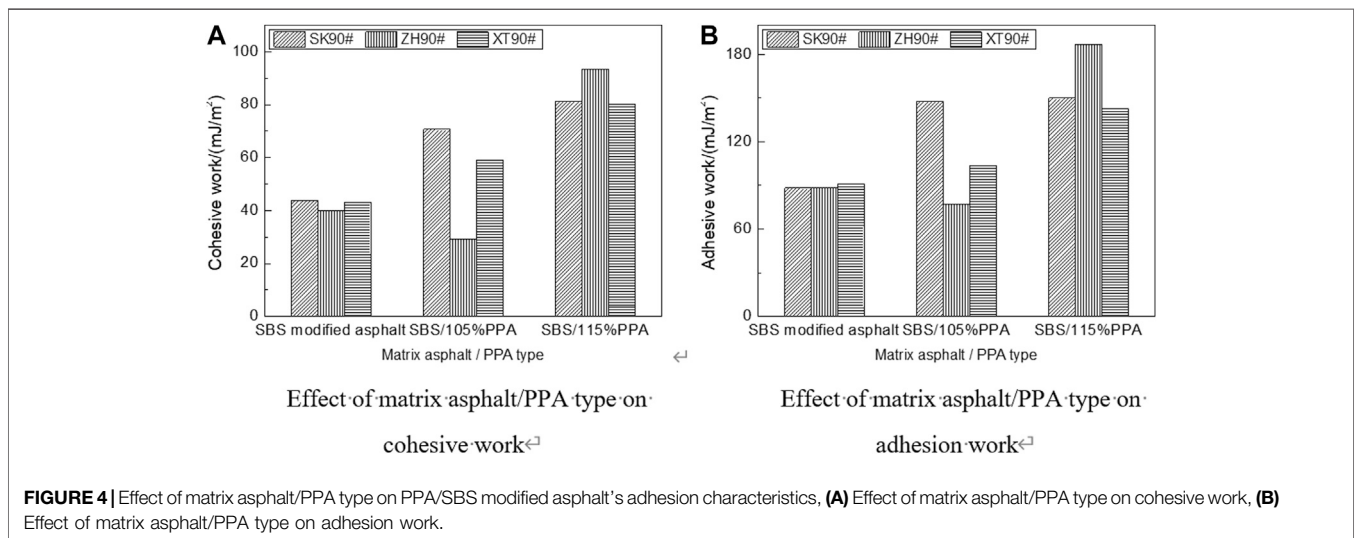 A
SK90# ZH90# XT90#
100
80
60
40
20
0
Cohesive work/(mJ/m²)
SBS modified asphalt SBS/105%PPA SBS/115%PPA
Matrix asphalt / PPA type
↵
Effect·of·matrix·asphalt/PPA·type·on·
cohesive·work↵
B
SK90# ZH90# XT90#
180
120
60
0
Adhesive work/(mJ/m²)
SBS modified asphalt SBS/105%PPA SBS/115%PPA
Matrix asphalt / PPA type
Effect·of·matrix·asphalt/PPA·type·on·
adhesion·work↵
FIGURE 4 | Effect of matrix asphalt/PPA type on PPA/SBS modified asphalt's adhesion characteristics, (A) Effect of matrix asphalt/PPA type on cohesive work, (B)
Effect of matrix asphalt/PPA type on adhesion work.